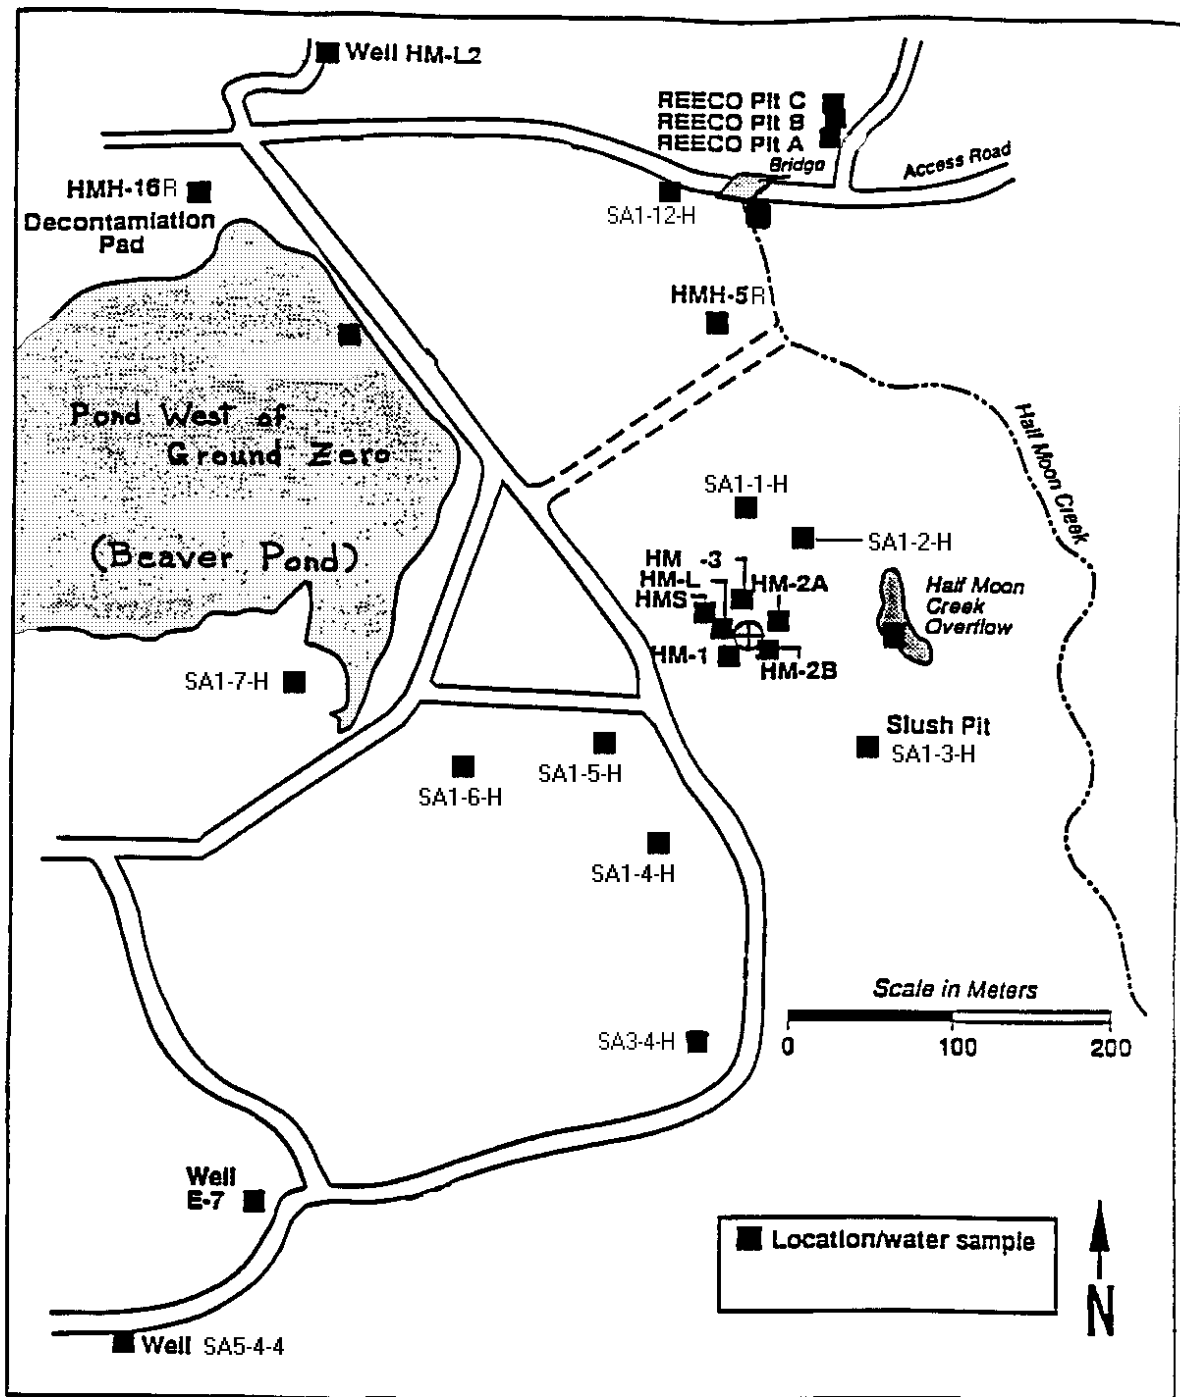 Well HM-L2
REECO Pit C
REECO Pit B
REECO Pit A
Bridge
Access Road
HMH-16R
Decontamiation
Pad
SA1-12-H
HMH-5R
Pond West of
Ground Zero
(Beaver Pond)
Half Moon Creek
SA1-1-H
SA1-2-H
HM -3
HM-L
HMS
HM-2A
HM-1
HM-2B
Half Moon
Creek
Overflow
SA1-7-H
Slush Pit
SA1-3-H
SA1-5-H
SA1-6-H
SA1-4-H
Scale in Meters
0 100 200
SA3-4-H
Well
E-7
Location/water sample
N
Well SA5-4-4